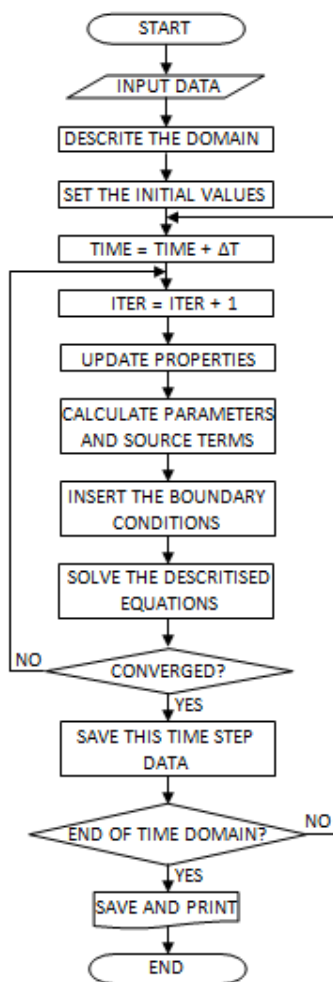 START
INPUT DATA
DESCRITE THE DOMAIN
SET THE INITIAL VALUES
TIME = TIME + ΔT
ITER = ITER + 1
UPDATE PROPERTIES
CALCULATE PARAMETERS
AND SOURCE TERMS
INSERT THE BOUNDARY
CONDITIONS
SOLVE THE DESCRITISED
EQUATIONS
NO
CONVERGED?
YES
SAVE THIS TIME STEP
DATA
END OF TIME DOMAIN?
NO
YES
SAVE AND PRINT
END